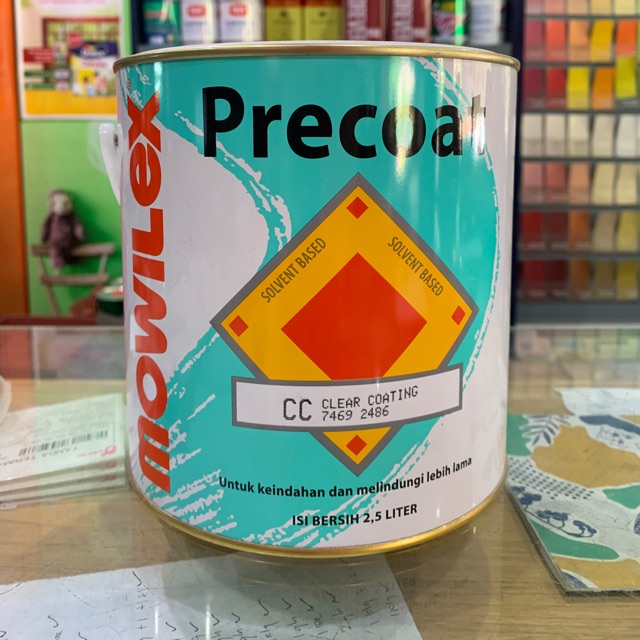 Precoat
MOWILEX
SOLVENT BASED
SOLVENT BASED
CC CLEAR COATING
7469 2486
Untuk keindahan dan melindungi lebih lama
ISI BERSIH 2,5 LITER